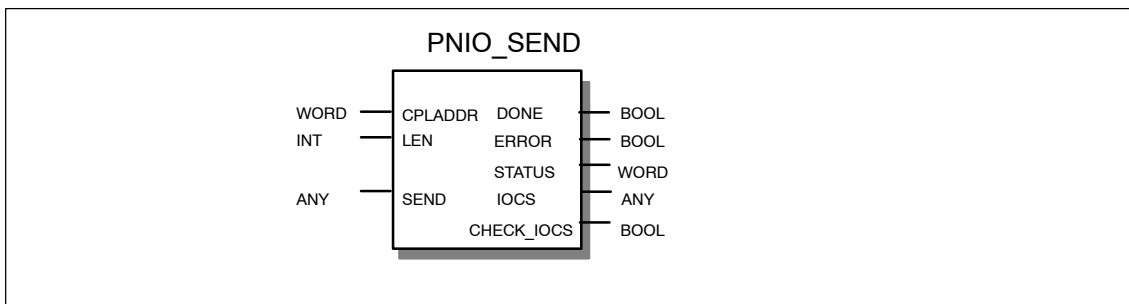 PNIO_SEND
WORD CPLADDR DONE BOOL
INT LEN ERROR BOOL
STATUS WORD
ANY SEND IOCS ANY
CHECK_IOCS BOOL